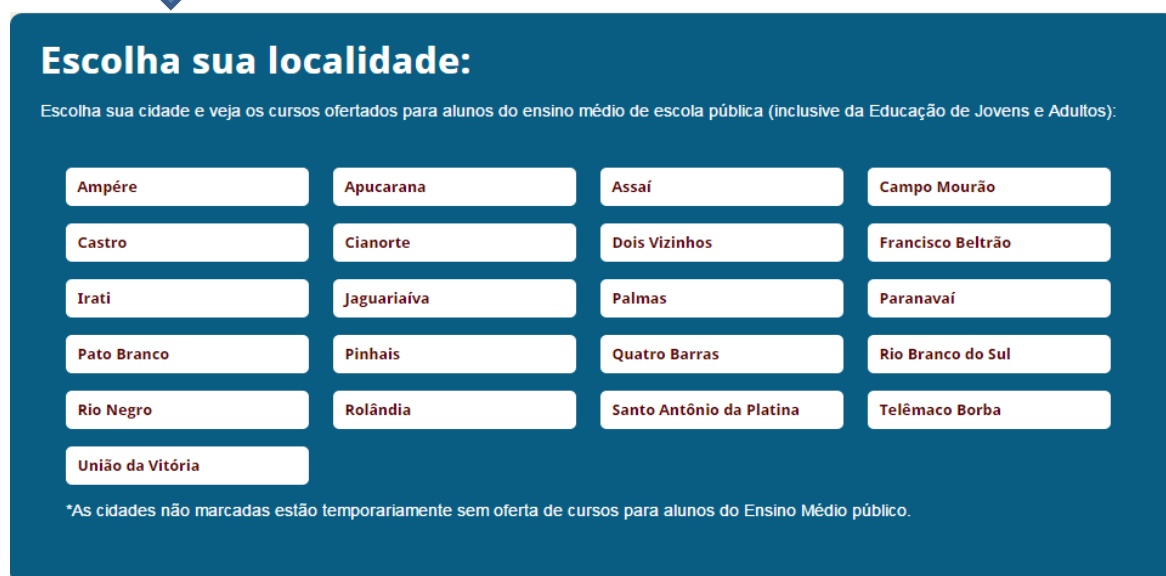 Escolha sua localidade:
Escolha sua cidade e veja os cursos ofertados para alunos do ensino médio de escola pública (inclusive da Educação de Jovens e Adultos):
Ampére Apucarana Assaí Campo Mourão
Castro Cianorte Dois Vizinhos Francisco Beltrão
Irati Jaguariaíva Palmas Paranavaí
Pato Branco Pinhais Quatro Barras Rio Branco do Sul
Rio Negro Rolândia Santo Antônio da Platina Telêmaco Borba
União da Vitória
*As cidades não marcadas estão temporariamente sem oferta de cursos para alunos do Ensino Médio público.